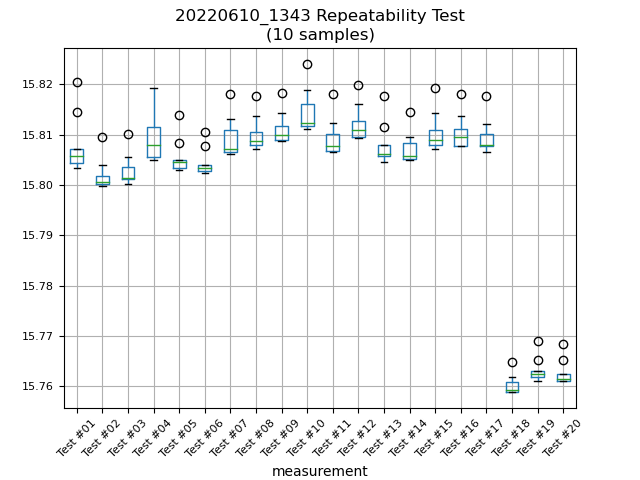 20220610_1343 Repeatability Test
(10 samples)
15.82
15.81
15.80
15.79
15.78
15.77
15.76
Test #01
Test #02
Test #03
Test #04
Test #05
Test #06
Test #07
Test #08
Test #09
Test #10
Test #11
Test #12
Test #13
Test #14
Test #15
Test #16
Test #17
Test #18
Test #19
Test #20
measurement